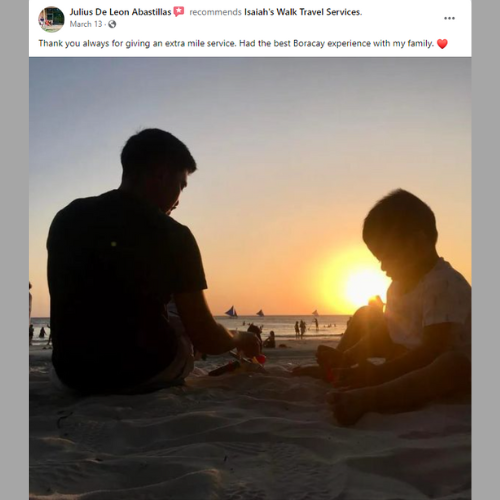 Julius De Leon Abastillas recommends Isaiah's Walk Travel Services.
March 13 ·
Thank you always for giving an extra mile service. Had the best Boracay experience with my family. ❤️